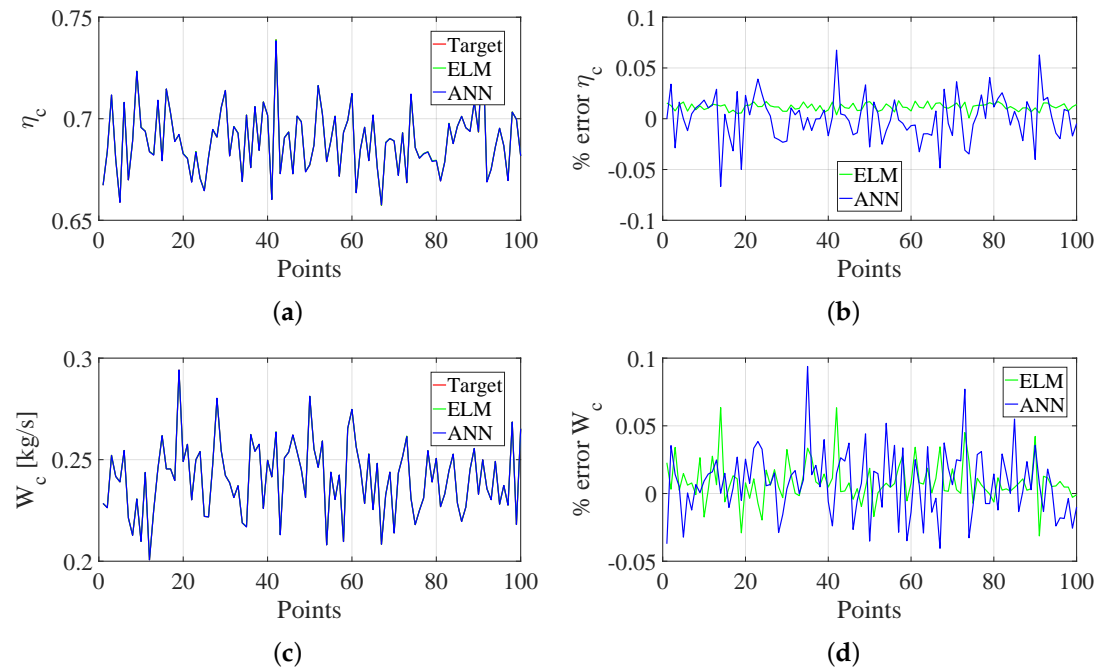 0.75
0.7
0.65
η_c
Target
ELM
ANN
0 20 40 60 80 100
Points
(a)
0.1
0.05
0
-0.05
-0.1
% error η_c
ELM
ANN
0 20 40 60 80 100
Points
(b)
0.3
0.25
0.2
W_c [kg/s]
Target
ELM
ANN
0 20 40 60 80 100
Points
(c)
0.1
0.05
0
-0.05
% error W_c
ELM
ANN
0 20 40 60 80 100
Points
(d)